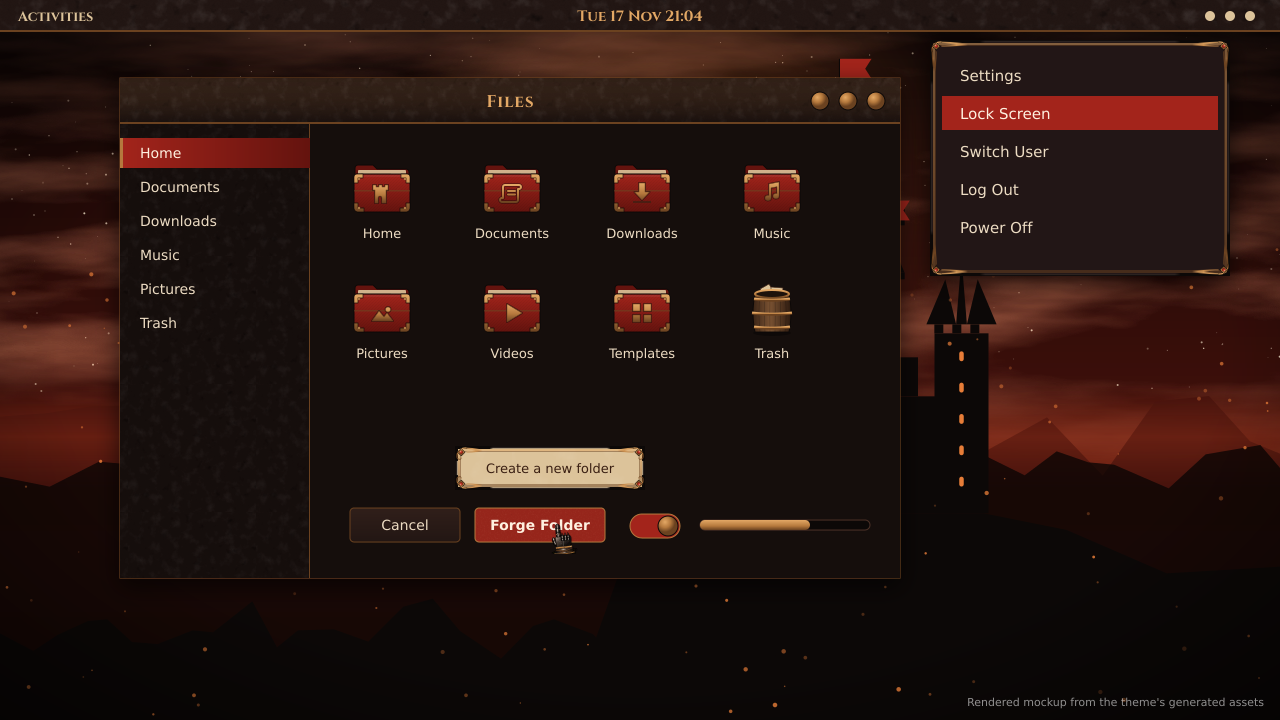 Activities
Tue 17 Nov 21:04
Files
Home
Documents
Downloads
Music
Pictures
Trash
Home
Documents
Downloads
Music
Pictures
Videos
Templates
Trash
Create a new folder
Cancel
Forge Folder
Settings
Lock Screen
Switch User
Log Out
Power Off
Rendered mockup from the theme's generated assets